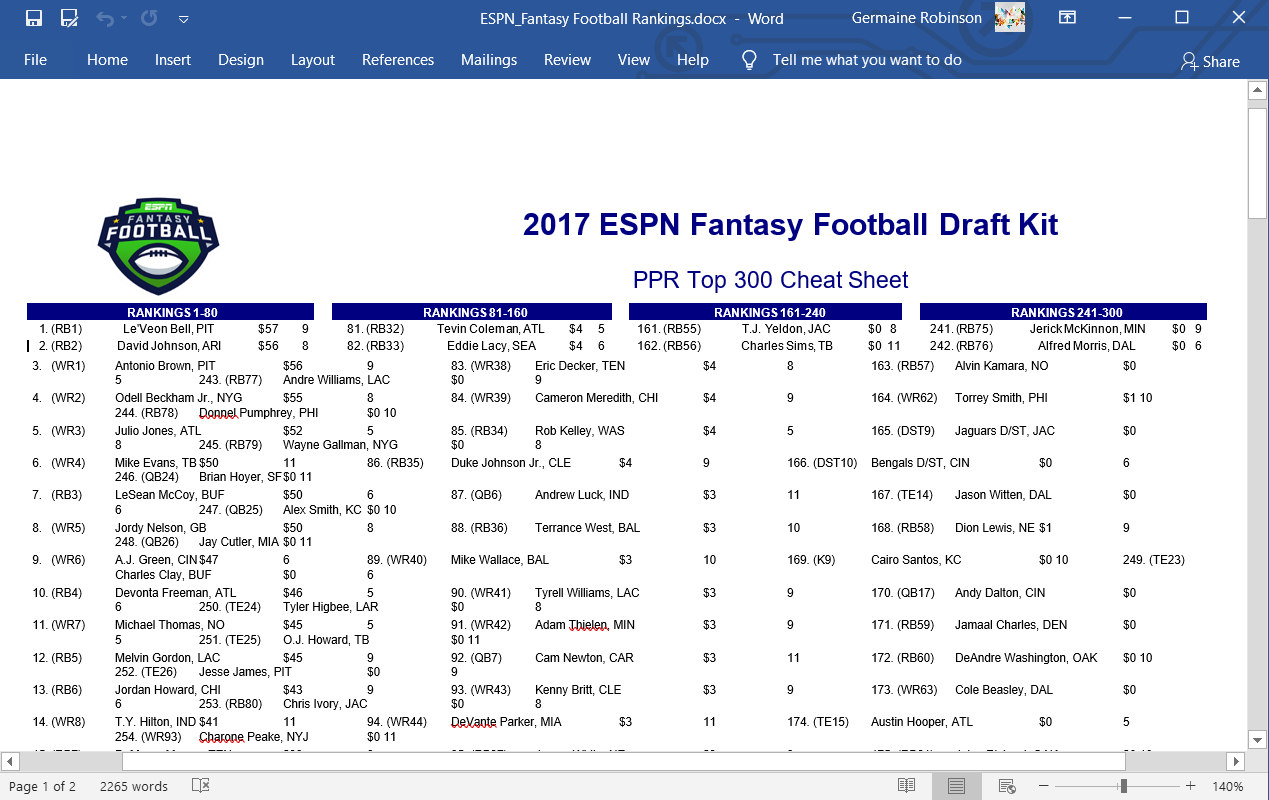 ESPN_Fantasy Football Rankings.docx - Word
Germaine Robinson
File Home Insert Design Layout References Mailings Review View Help Tell me what you want to do Share
ESPN
FANTASY
FOOTBALL
2017 ESPN Fantasy Football Draft Kit
PPR Top 300 Cheat Sheet
RANKINGS 1-80 RANKINGS 81-160 RANKINGS 161-240 RANKINGS 241-300
1. (RB1) Le'Veon Bell, PIT $57 9 81. (RB32) Tevin Coleman, ATL $4 5 161. (RB55) T.J. Yeldon, JAC $0 8 241. (RB75) Jerick McKinnon, MIN $0 9
2. (RB2) David Johnson, ARI $56 8 82. (RB33) Eddie Lacy, SEA $4 6 162. (RB56) Charles Sims, TB $0 11 242. (RB76) Alfred Morris, DAL $0 6
3. (WR1) Antonio Brown, PIT $56 9 83. (WR38) Eric Decker, TEN $4 8 163. (RB57) Alvin Kamara, NO $0
5 243. (RB77) Andre Williams, LAC $0 9
4. (WR2) Odell Beckham Jr., NYG $55 8 84. (WR39) Cameron Meredith, CHI $4 9 164. (WR62) Torrey Smith, PHI $1 10
244. (RB78) Donnel Pumphrey, PHI $0 10
5. (WR3) Julio Jones, ATL $52 5 85. (RB34) Rob Kelley, WAS $4 5 165. (DST9) Jaguars D/ST, JAC $0
8 245. (RB79) Wayne Gallman, NYG $0 8
6. (WR4) Mike Evans, TB $50 11 86. (RB35) Duke Johnson Jr., CLE $4 9 166. (DST10) Bengals D/ST, CIN $0 6
246. (QB24) Brian Hoyer, SF $0 11
7. (RB3) LeSean McCoy, BUF $50 6 87. (QB6) Andrew Luck, IND $3 11 167. (TE14) Jason Witten, DAL $0
6 247. (QB25) Alex Smith, KC $0 10
8. (WR5) Jordy Nelson, GB $50 8 88. (RB36) Terrance West, BAL $3 10 168. (RB58) Dion Lewis, NE $1 9
248. (QB26) Jay Cutler, MIA $0 11
9. (WR6) A.J. Green, CIN $47 6 89. (WR40) Mike Wallace, BAL $3 10 169. (K9) Cairo Santos, KC $0 10 249. (TE23)
Charles Clay, BUF $0 6
10. (RB4) Devonta Freeman, ATL $46 5 90. (WR41) Tyrell Williams, LAC $3 9 170. (QB17) Andy Dalton, CIN $0
6 250. (TE24) Tyler Higbee, LAR $0 8
11. (WR7) Michael Thomas, NO $45 5 91. (WR42) Adam Thielen, MIN $3 9 171. (RB59) Jamaal Charles, DEN $0
5 251. (TE25) O.J. Howard, TB $0 11
12. (RB5) Melvin Gordon, LAC $45 9 92. (QB7) Cam Newton, CAR $3 11 172. (RB60) DeAndre Washington, OAK $0 10
252. (TE26) Jesse James, PIT $0 9
13. (RB6) Jordan Howard, CHI $43 9 93. (WR43) Kenny Britt, CLE $3 9 173. (WR63) Cole Beasley, DAL $0
6 253. (RB80) Chris Ivory, JAC $0 8
14. (WR8) T.Y. Hilton, IND $41 11 94. (WR44) DeVante Parker, MIA $3 11 174. (TE15) Austin Hooper, ATL $0 5
254. (WR93) Charone Peake, NYJ $0 11
Page 1 of 2 2265 words 140%